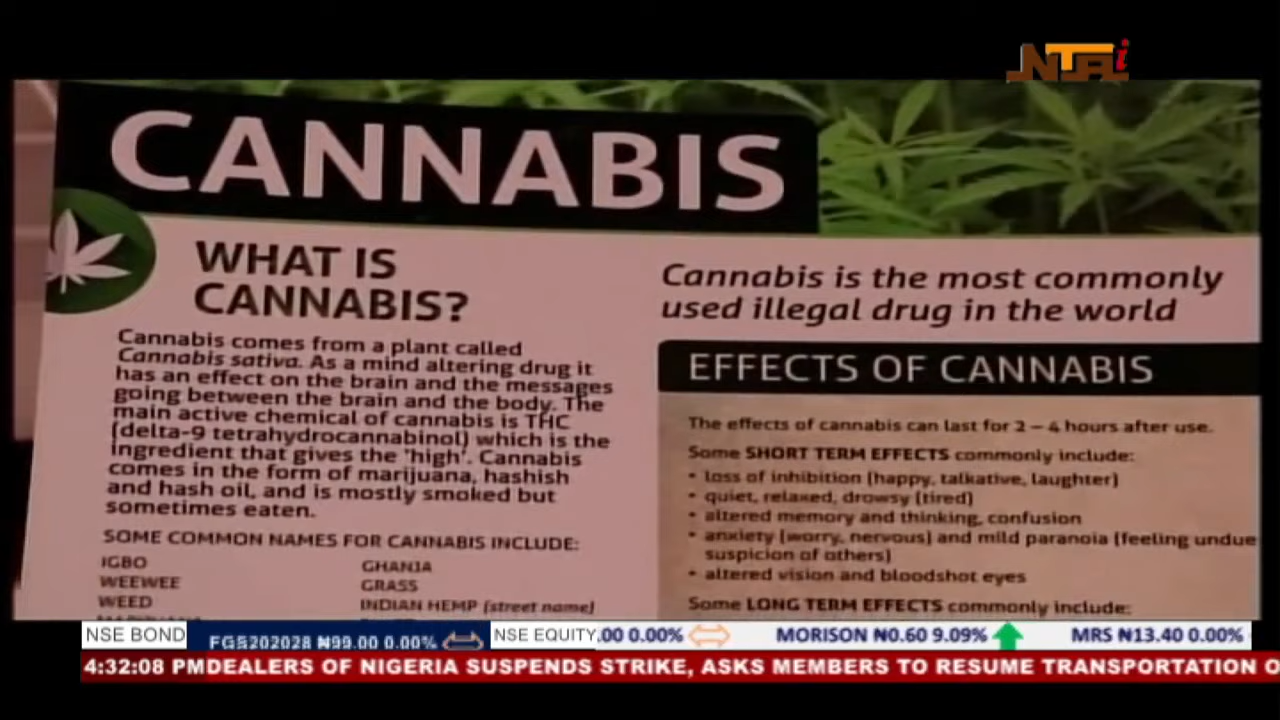 NTAi
CANNABIS
WHAT IS
CANNABIS?
Cannabis comes from a plant called
Cannabis sativa. As a mind altering drug it
has an effect on the brain and the messages
going between the brain and the body. The
main active chemical of cannabis is THC
(delta-9 tetrahydrocannabinol) which is the
ingredient that gives the 'high'. Cannabis
comes in the form of marijuana, hashish
and hash oil, and is mostly smoked but
sometimes eaten.
SOME COMMON NAMES FOR CANNABIS INCLUDE:
IGBO
WEEWEE
WEED
GHANJA
GRASS
INDIAN HEMP (street name)
Cannabis is the most commonly
used illegal drug in the world
EFFECTS OF CANNABIS
The effects of cannabis can last for 2 – 4 hours after use.
Some SHORT TERM EFFECTS commonly include:
• loss of inhibition (happy, talkative, laughter)
• quiet, relaxed, drowsy (tired)
• altered memory and thinking, confusion
• anxiety (worry, nervous) and mild paranoia (feeling undue
suspicion of others)
• altered vision and bloodshot eyes
Some LONG TERM EFFECTS commonly include:
NSE BOND FGS202028 ₦99.00 0.00% NSE EQUITY .00 0.00% MORISON ₦0.60 9.09% MRS ₦13.40 0.00%
4:32:08 PM DEALERS OF NIGERIA SUSPENDS STRIKE, ASKS MEMBERS TO RESUME TRANSPORTATION O